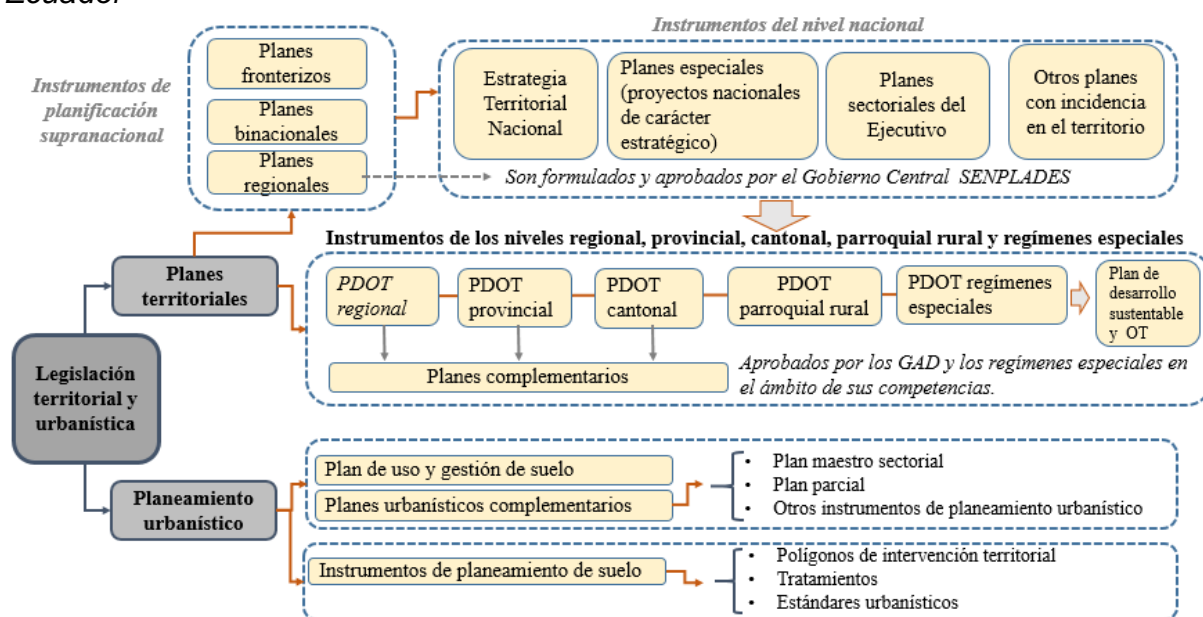 Ecuador
Instrumentos del nivel nacional
Instrumentos de
planificación
supranacional
Planes
fronterizos
Planes
binacionales
Planes
regionales
Estrategia
Territorial
Nacional
Planes especiales
(proyectos nacionales
de carácter
estratégico)
Planes
sectoriales del
Ejecutivo
Otros planes
con incidencia
en el territorio
Son formulados y aprobados por el Gobierno Central SENPLADES
Instrumentos de los niveles regional, provincial, cantonal, parroquial rural y regímenes especiales
Planes
territoriales
PDOT
regional
PDOT
provincial
PDOT
cantonal
PDOT
parroquial rural
PDOT regímenes
especiales
Plan de
desarrollo
sustentable
y OT
Planes complementarios
Aprobados por los GAD y los regímenes especiales en
el ámbito de sus competencias.
Legislación
territorial y
urbanística
Planeamiento
urbanístico
Plan de uso y gestión de suelo
Planes urbanísticos complementarios
• Plan maestro sectorial
• Plan parcial
• Otros instrumentos de planeamiento urbanístico
Instrumentos de planeamiento de suelo
• Polígonos de intervención territorial
• Tratamientos
• Estándares urbanísticos